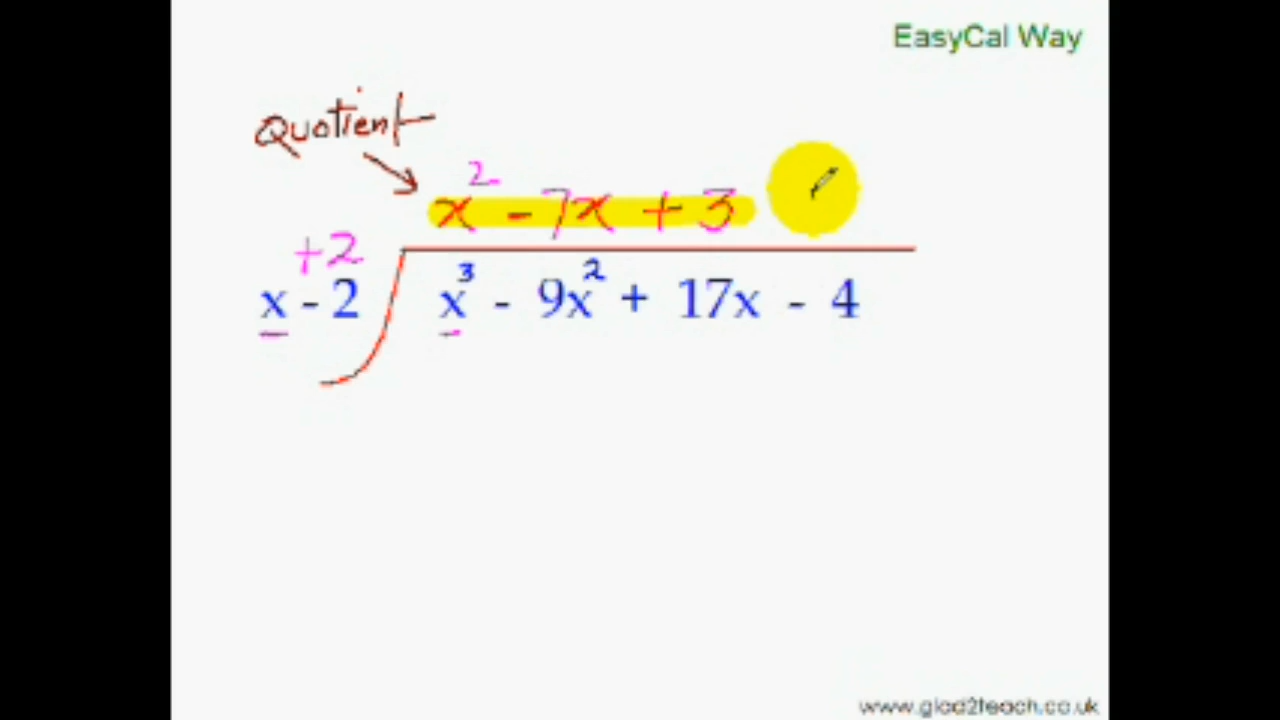 EasyCal Way
Quotient
x² - 7x + 3
+2
x - 2 x³ - 9x² + 17x - 4
www.glad2teach.co.uk